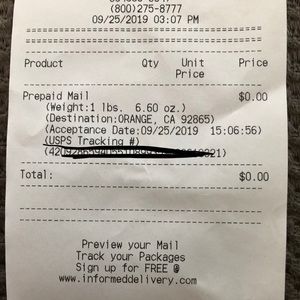 (800)275-8777
09/25/2019 03:07 PM
Product Qty Unit Price
Price
Prepaid Mail $0.00
(Weight:1 lbs. 6.60 oz.)
(Destination:ORANGE, CA 92865)
(Acceptance Date:09/25/2019 15:06:56)
(USPS Tracking #)
Total: $0.00
Preview your Mail
Track your Packages
Sign up for FREE @
www.informeddelivery.com